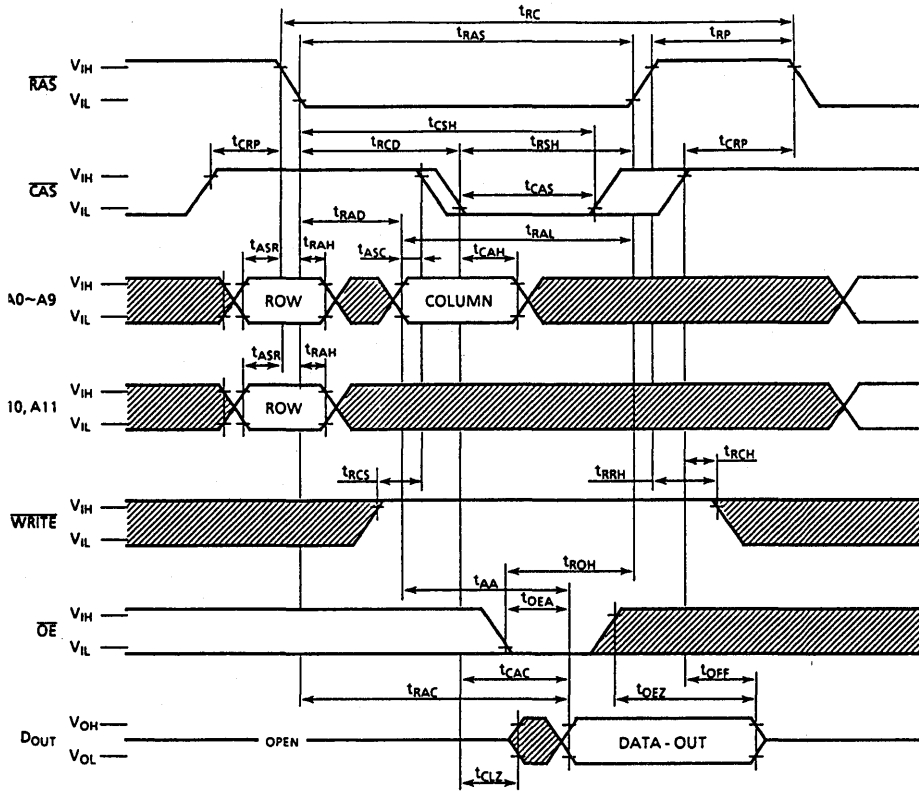 tRC
tRAS
tRP
RAS
VIH
VIL
tCSH
tCRP
tRCD
tRSH
tCRP
CAS
VIH
VIL
tCAS
tRAD
tRAL
tASR
tRAH
tASC
tCAH
A0~A9
VIH
VIL
ROW
COLUMN
tASR
tRAH
10, A11
VIH
VIL
ROW
tRCS
tRRH
tRCH
WRITE
VIH
VIL
tROH
tAA
tOEA
OE
VIH
VIL
tCAC
tOFF
tRAC
tOEZ
DOUT
VOH
VOL
OPEN
DATA - OUT
tCLZ